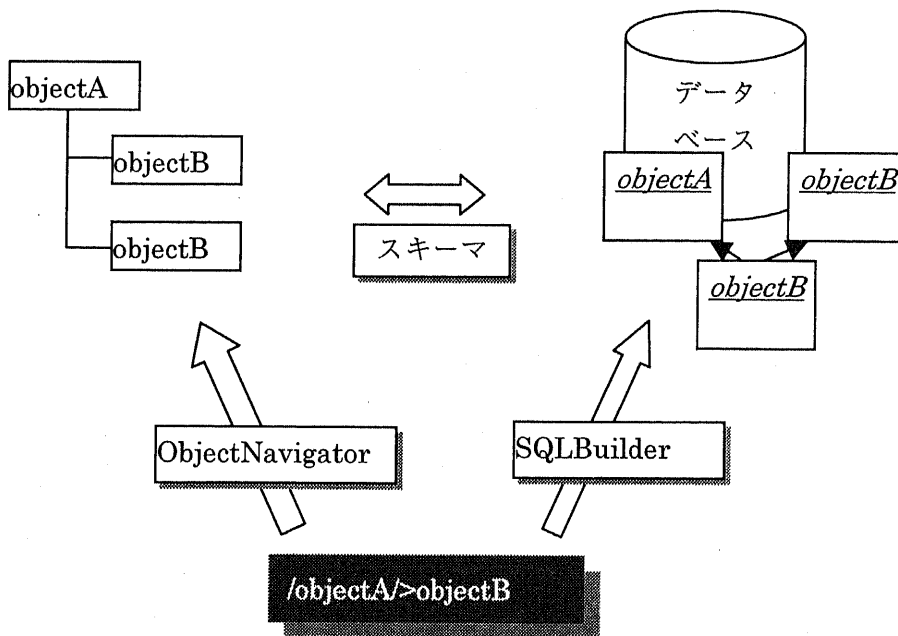 objectA
objectB
objectB
スキーマ
データ
ベース
objectA
objectB
objectB
ObjectNavigator
SQLBuilder
/objectA/>objectB